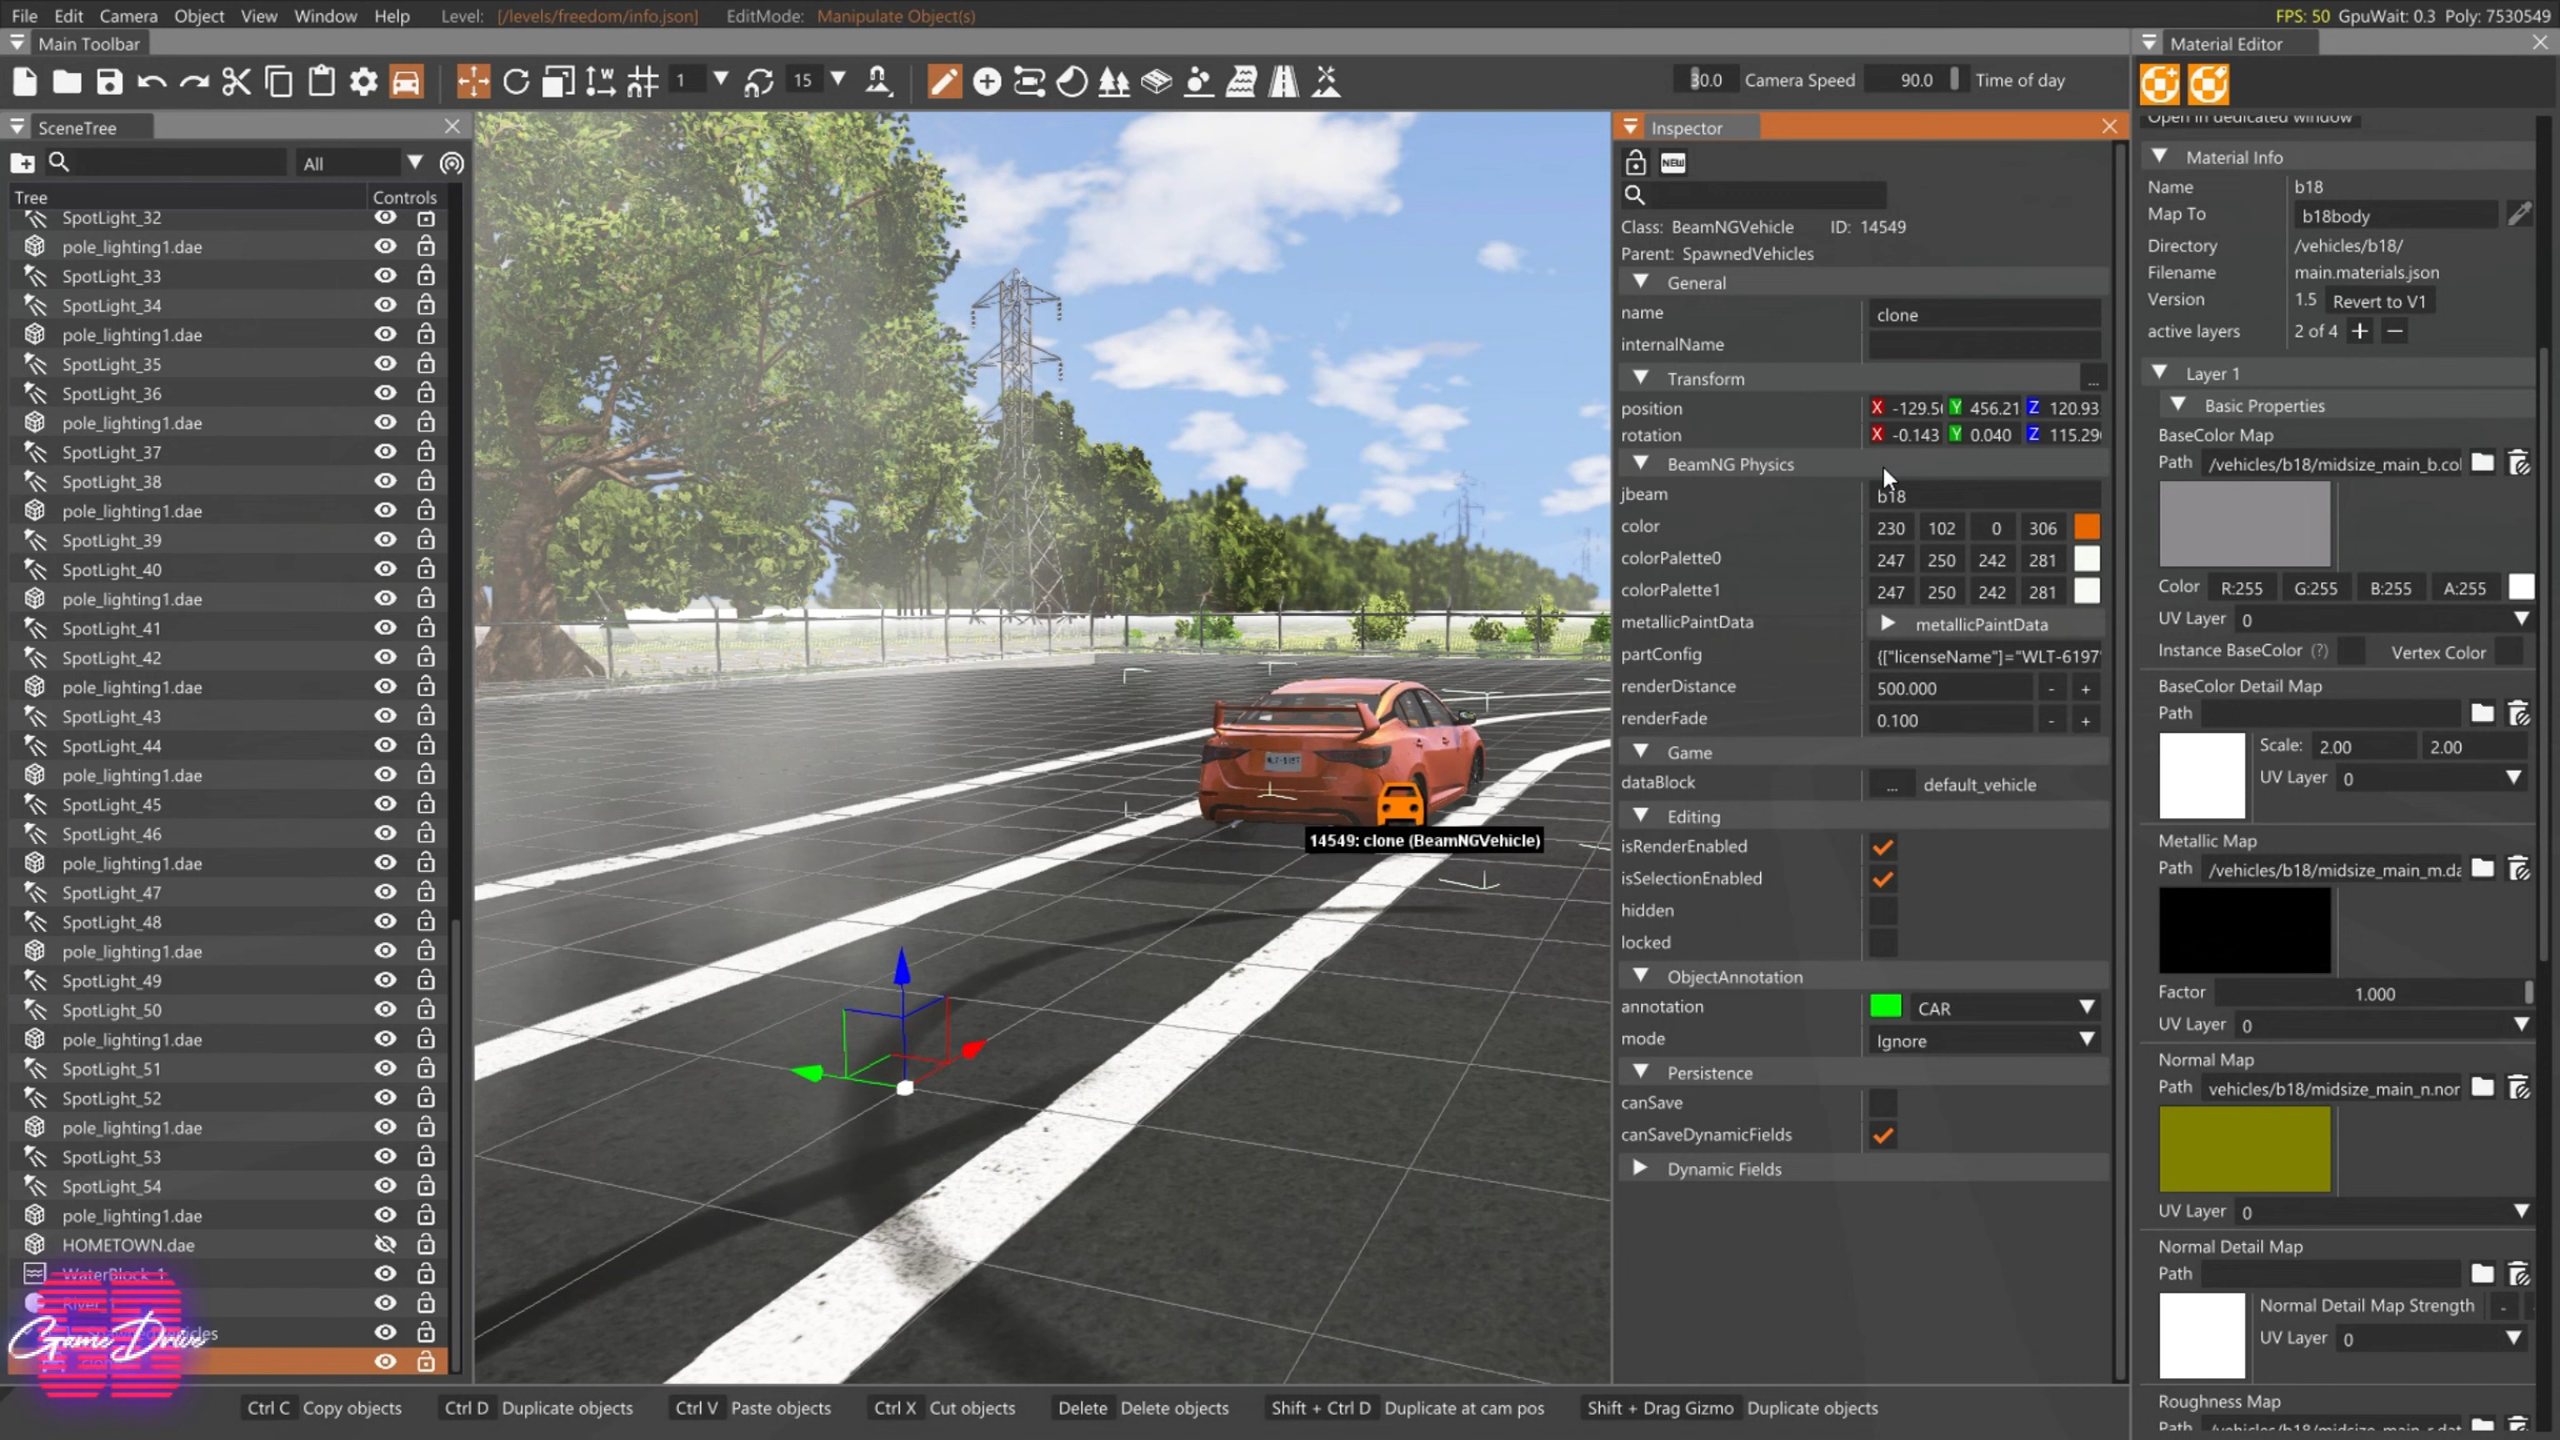 File Edit Camera Object View Window Help Level: [/levels/freedom/info.json] EditMode: Manipulate Object(s) FPS: 50 GpuWait: 0.3 Poly: 7530549
Main Toolbar
1 15 30.0 Camera Speed 90.0 Time of day
SceneTree
All
Tree Controls
SpotLight_32
pole_lighting1.dae
SpotLight_33
SpotLight_34
pole_lighting1.dae
SpotLight_35
SpotLight_36
pole_lighting1.dae
SpotLight_37
SpotLight_38
pole_lighting1.dae
SpotLight_39
SpotLight_40
pole_lighting1.dae
SpotLight_41
SpotLight_42
pole_lighting1.dae
SpotLight_43
SpotLight_44
pole_lighting1.dae
SpotLight_45
SpotLight_46
pole_lighting1.dae
SpotLight_47
SpotLight_48
pole_lighting1.dae
SpotLight_49
SpotLight_50
pole_lighting1.dae
SpotLight_51
SpotLight_52
pole_lighting1.dae
SpotLight_53
SpotLight_54
pole_lighting1.dae
HOMETOWN.dae
WaterBlock_1
GameDrive
14549: clone (BeamNGVehicle)
Inspector
NEW
Class: BeamNGVehicle ID: 14549
Parent: SpawnedVehicles
General
name clone
internalName
Transform ...
position X -129.5 Y 456.21 Z 120.93
rotation X -0.143 Y 0.040 Z 115.29
BeamNG Physics
jbeam b18
color 230 102 0 306
colorPalette0 247 250 242 281
colorPalette1 247 250 242 281
metallicPaintData metallicPaintData
partConfig {["licenseName"]="WLT-6197"
renderDistance 500.000 - +
renderFade 0.100 - +
Game
dataBlock ... default_vehicle
Editing
isRenderEnabled
isSelectionEnabled
hidden
locked
ObjectAnnotation
annotation CAR
mode Ignore
Persistence
canSave
canSaveDynamicFields
Dynamic Fields
Material Editor
Open in dedicated window
Material Info
Name b18
Map To b18body
Directory /vehicles/b18/
Filename main.materials.json
Version 1.5 Revert to V1
active layers 2 of 4 + −
Layer 1
Basic Properties
BaseColor Map
Path /vehicles/b18/midsize_main_b.col
Color R:255 G:255 B:255 A:255
UV Layer 0
Instance BaseColor (?) Vertex Color
BaseColor Detail Map
Path
Scale: 2.00 2.00
UV Layer 0
Metallic Map
Path /vehicles/b18/midsize_main_m.da
Factor 1.000
UV Layer 0
Normal Map
Path vehicles/b18/midsize_main_n.nor
UV Layer 0
Normal Detail Map
Path
Normal Detail Map Strength -
UV Layer 0
Roughness Map
Path /vehicles/b18/midsize_main_r.dat
Ctrl C Copy objects Ctrl D Duplicate objects Ctrl V Paste objects Ctrl X Cut objects Delete Delete objects Shift + Ctrl D Duplicate at cam pos Shift + Drag Gizmo Duplicate objects